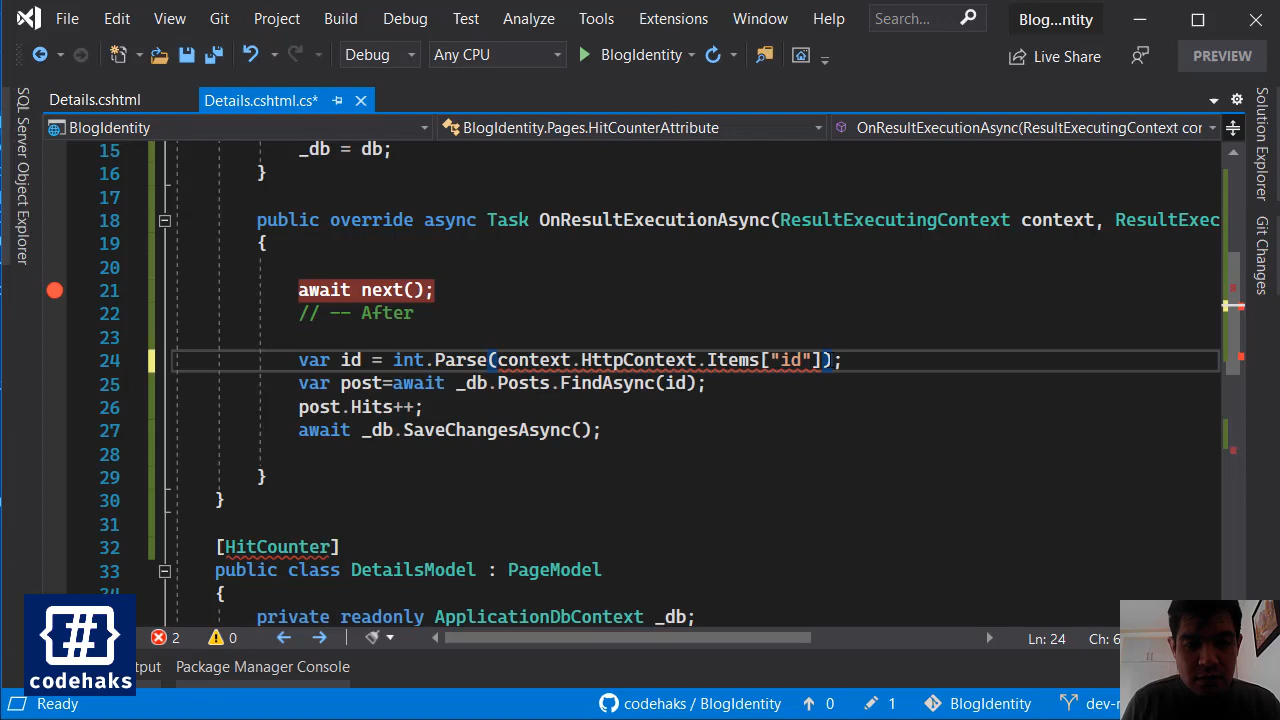 File Edit View Git Project Build Debug Test Analyze Tools Extensions Window Help Search... Blog...ntity
Debug Any CPU BlogIdentity Live Share PREVIEW
Details.cshtml Details.cshtml.cs*
BlogIdentity BlogIdentity.Pages.HitCounterAttribute OnResultExecutionAsync(ResultExecutingContext cor
SQL Server Object Explorer
Solution Explorer
Git Changes
15 _db = db;
16 }
17
18 public override async Task OnResultExecutionAsync(ResultExecutingContext context, ResultExec
19 {
20
21 await next();
22 // -- After
23
24 var id = int.Parse(context.HttpContext.Items["id"]);
25 var post=await _db.Posts.FindAsync(id);
26 post.Hits++;
27 await _db.SaveChangesAsync();
28
29 }
30 }
31
32 [HitCounter]
33 public class DetailsModel : PageModel
34 {
private readonly ApplicationDbContext _db;
{#}
codehaks
2 0 Ln: 24 Ch: 6
tput Package Manager Console
Ready codehaks / BlogIdentity 0 1 BlogIdentity dev-r